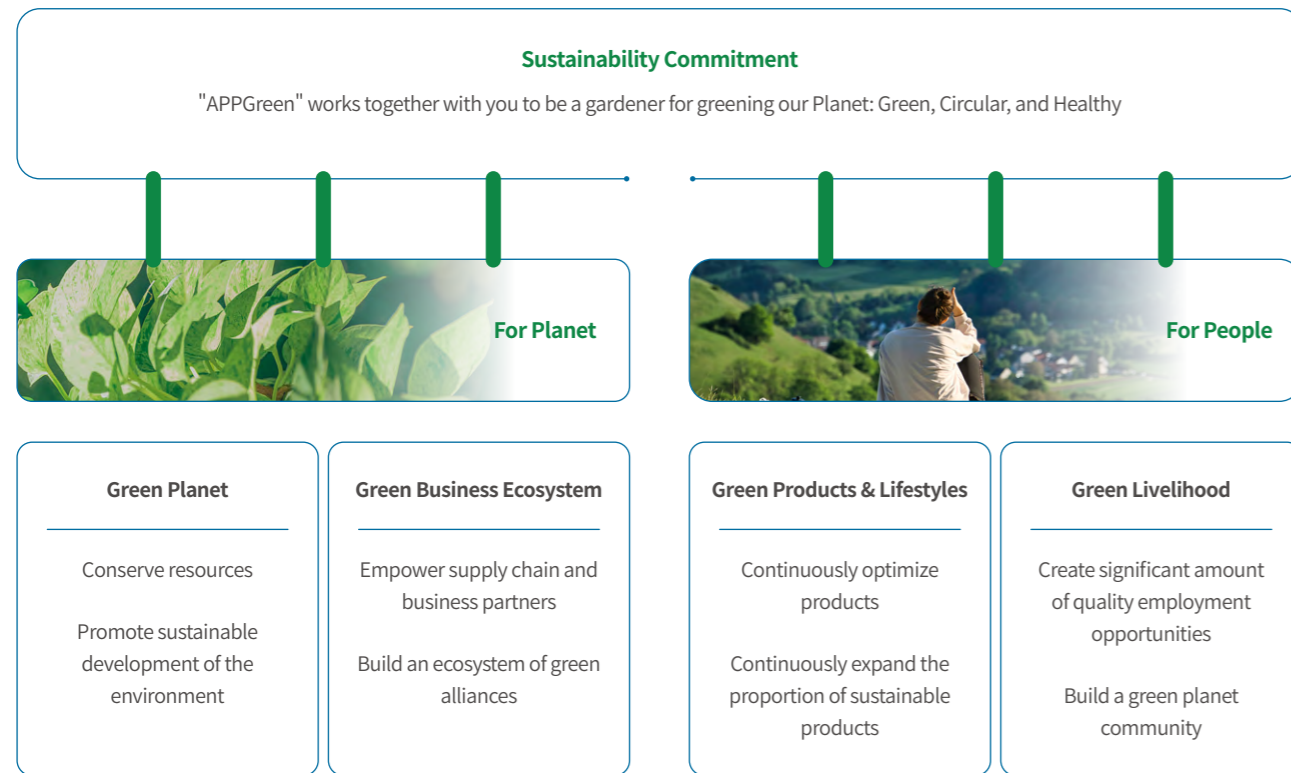 Sustainability Commitment
"APPGreen" works together with you to be a gardener for greening our Planet: Green, Circular, and Healthy
For Planet
For People
Green Planet
Conserve resources
Promote sustainable
development of the
environment
Green Business Ecosystem
Empower supply chain and
business partners
Build an ecosystem of green
alliances
Green Products & Lifestyles
Continuously optimize
products
Continuously expand the
proportion of sustainable
products
Green Livelihood
Create significant amount
of quality employment
opportunities
Build a green planet
community